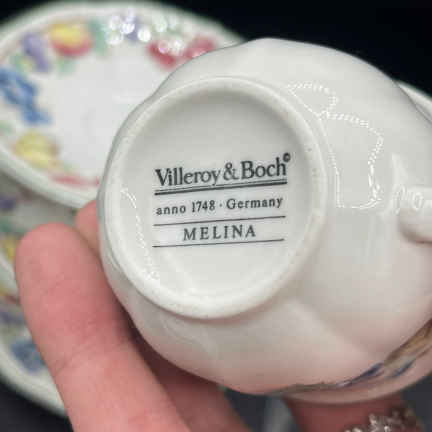 Villeroy & Boch©
anno 1748 · Germany
MELINA